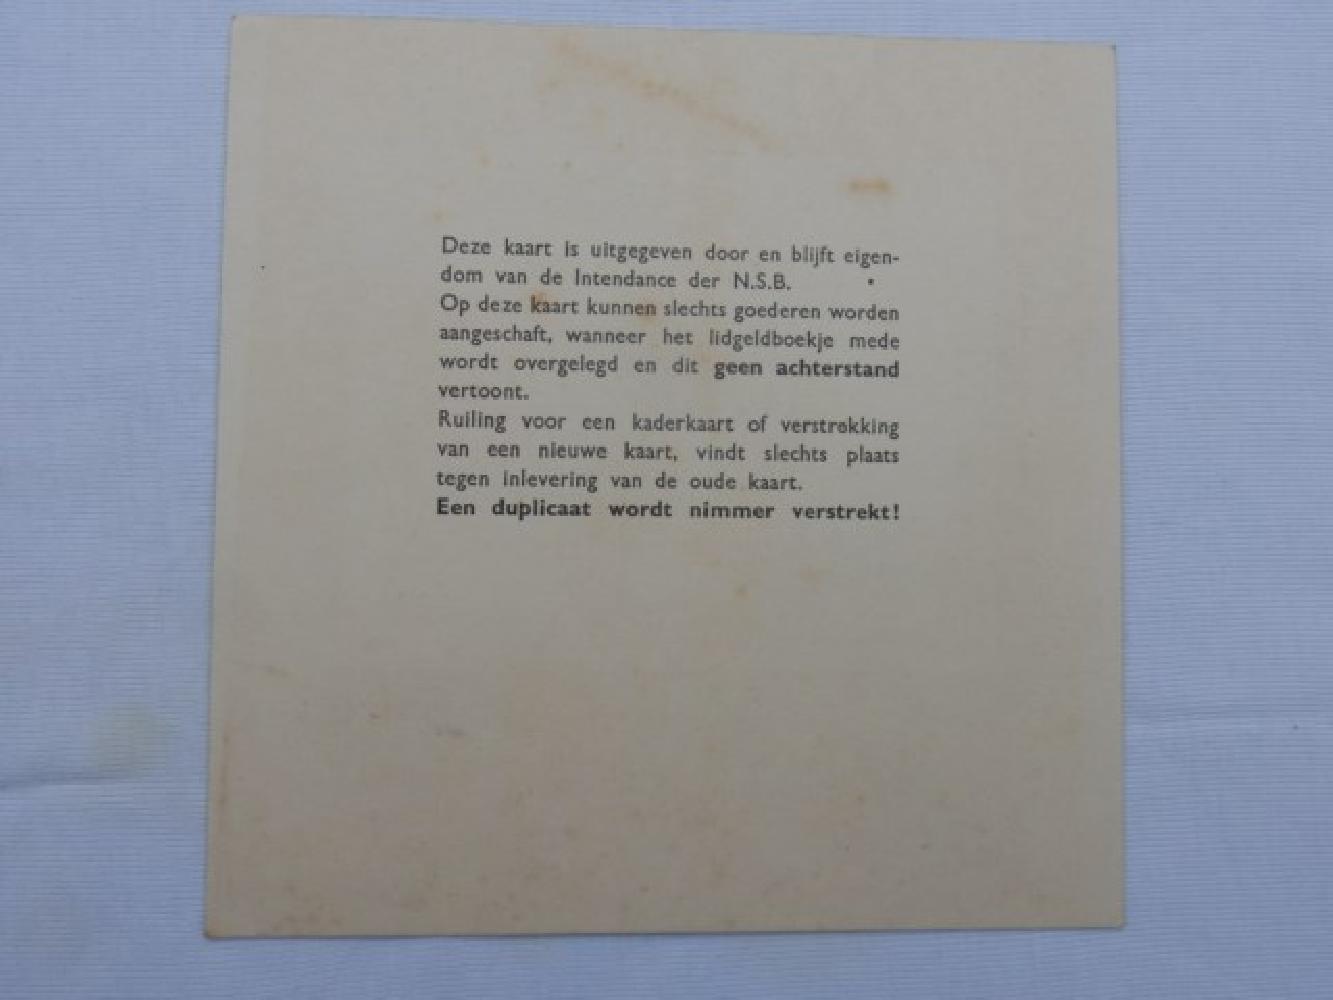 Deze kaart is uitgegeven door en blijft eigen-
dom van de Intendance der N.S.B.
Op deze kaart kunnen slechts goederen worden
aangeschaft, wanneer het lidgeldboekje mede
wordt overgelegd en dit geen achterstand
vertoont.
Ruiling voor een kaderkaart of verstrekking
van een nieuwe kaart, vindt slechts plaats
tegen inlevering van de oude kaart.
Een duplicaat wordt nimmer verstrekt!